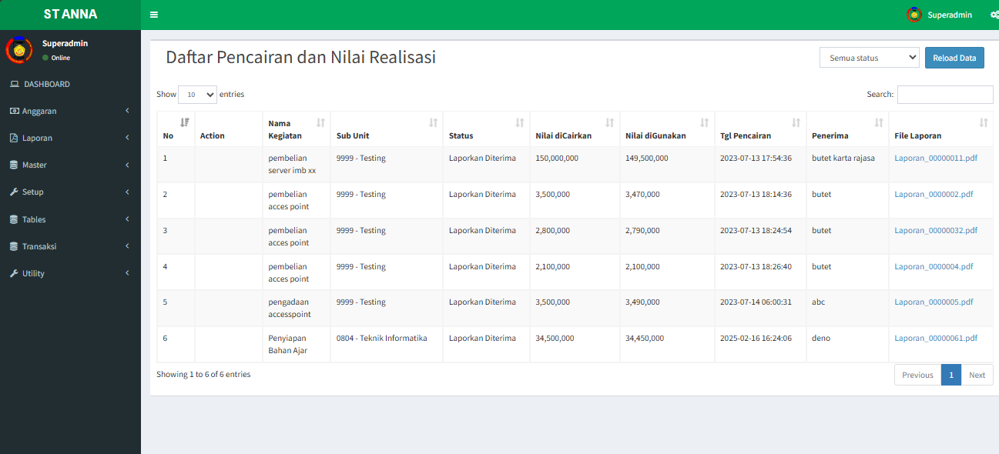 ST ANNA
Superadmin
Superadmin
Online
DASHBOARD
Anggaran
Laporan
Master
Setup
Tables
Transaksi
Utility
Daftar Pencairan dan Nilai Realisasi
Semua status
Reload Data
Show 10 entries
Search:
No Action Nama Kegiatan Sub Unit Status Nilai diCairkan Nilai diGunakan Tgl Pencairan Penerima File Laporan
1 pembelian server imb xx 9999 - Testing Laporkan Diterima 150,000,000 149,500,000 2023-07-13 17:54:36 butet karta rajasa Laporan_00000011.pdf
2 pembelian acces point 9999 - Testing Laporkan Diterima 3,500,000 3,470,000 2023-07-13 18:14:36 butet Laporan_0000002.pdf
3 pembelian acces point 9999 - Testing Laporkan Diterima 2,800,000 2,790,000 2023-07-13 18:24:54 butet Laporan_00000032.pdf
4 pembelian acces point 9999 - Testing Laporkan Diterima 2,100,000 2,100,000 2023-07-13 18:26:40 butet Laporan_0000004.pdf
5 pengadaan accesspoint 9999 - Testing Laporkan Diterima 3,500,000 3,490,000 2023-07-14 06:00:31 abc Laporan_0000005.pdf
6 Penyiapan Bahan Ajar 0804 - Teknik Informatika Laporkan Diterima 34,500,000 34,450,000 2025-02-16 16:24:06 deno Laporan_00000061.pdf
Showing 1 to 6 of 6 entries
Previous 1 Next